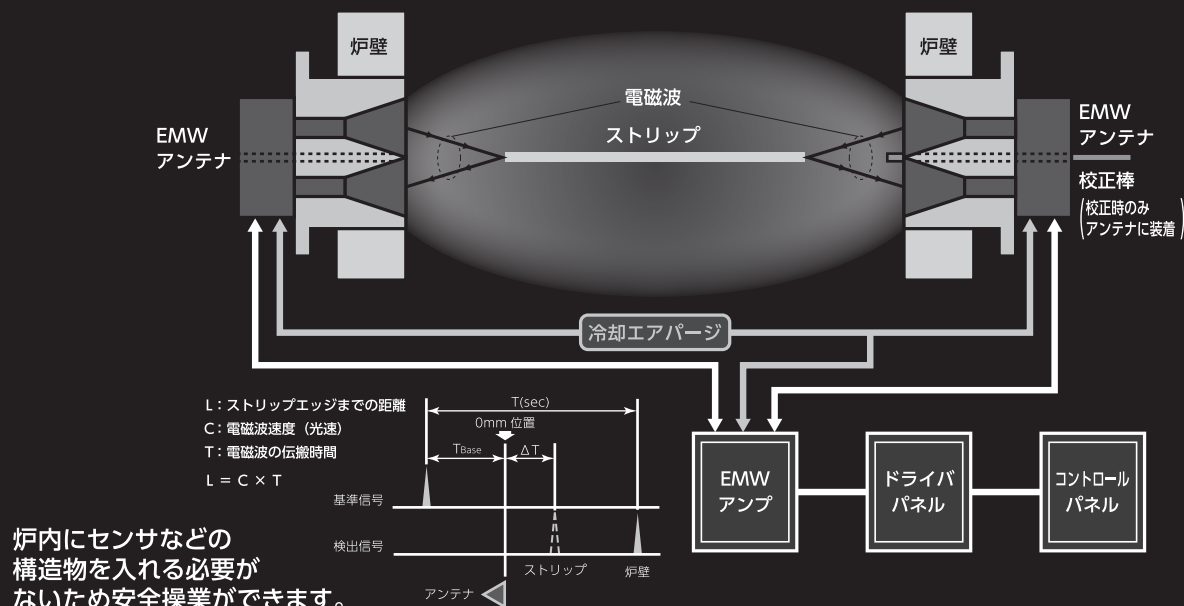 炉壁
炉壁
電磁波
ストリップ
EMW
アンテナ
EMW
アンテナ
校正棒
(校正時のみ
アンテナに装着)
冷却エアパージ
L：ストリップエッジまでの距離
C：電磁波速度（光速）
T：電磁波の伝搬時間
L = C × T
T(sec)
0mm 位置
TBase
ΔT
基準信号
検出信号
ストリップ
炉壁
アンテナ
EMW
アンプ
ドライバ
パネル
コントロール
パネル
炉内にセンサなどの
構造物を入れる必要が
ないため安全操業ができます。